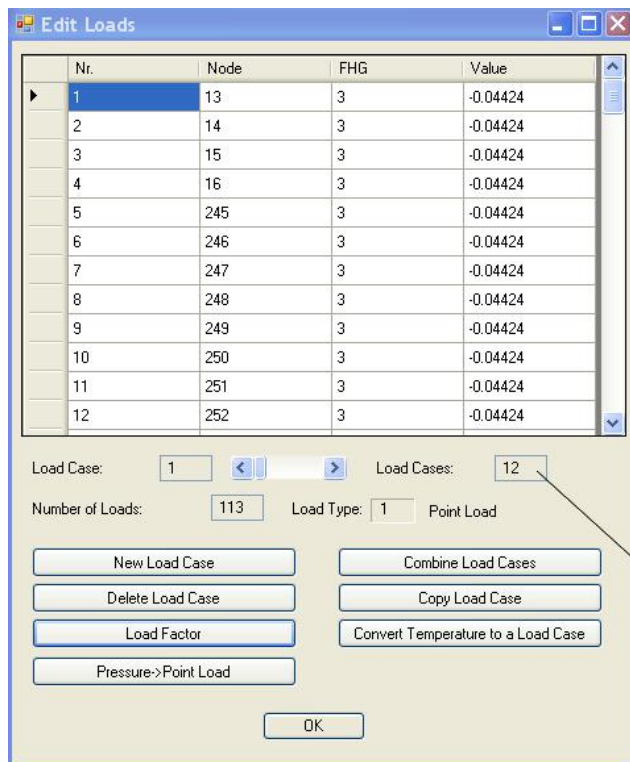 Edit Loads
Nr. Node FHG Value
1 13 3 -0.04424
2 14 3 -0.04424
3 15 3 -0.04424
4 16 3 -0.04424
5 245 3 -0.04424
6 246 3 -0.04424
7 247 3 -0.04424
8 248 3 -0.04424
9 249 3 -0.04424
10 250 3 -0.04424
11 251 3 -0.04424
12 252 3 -0.04424
Load Case: 1 Load Cases: 12
Number of Loads: 113 Load Type: 1 Point Load
New Load Case Combine Load Cases
Delete Load Case Copy Load Case
Load Factor Convert Temperature to a Load Case
Pressure->Point Load
OK